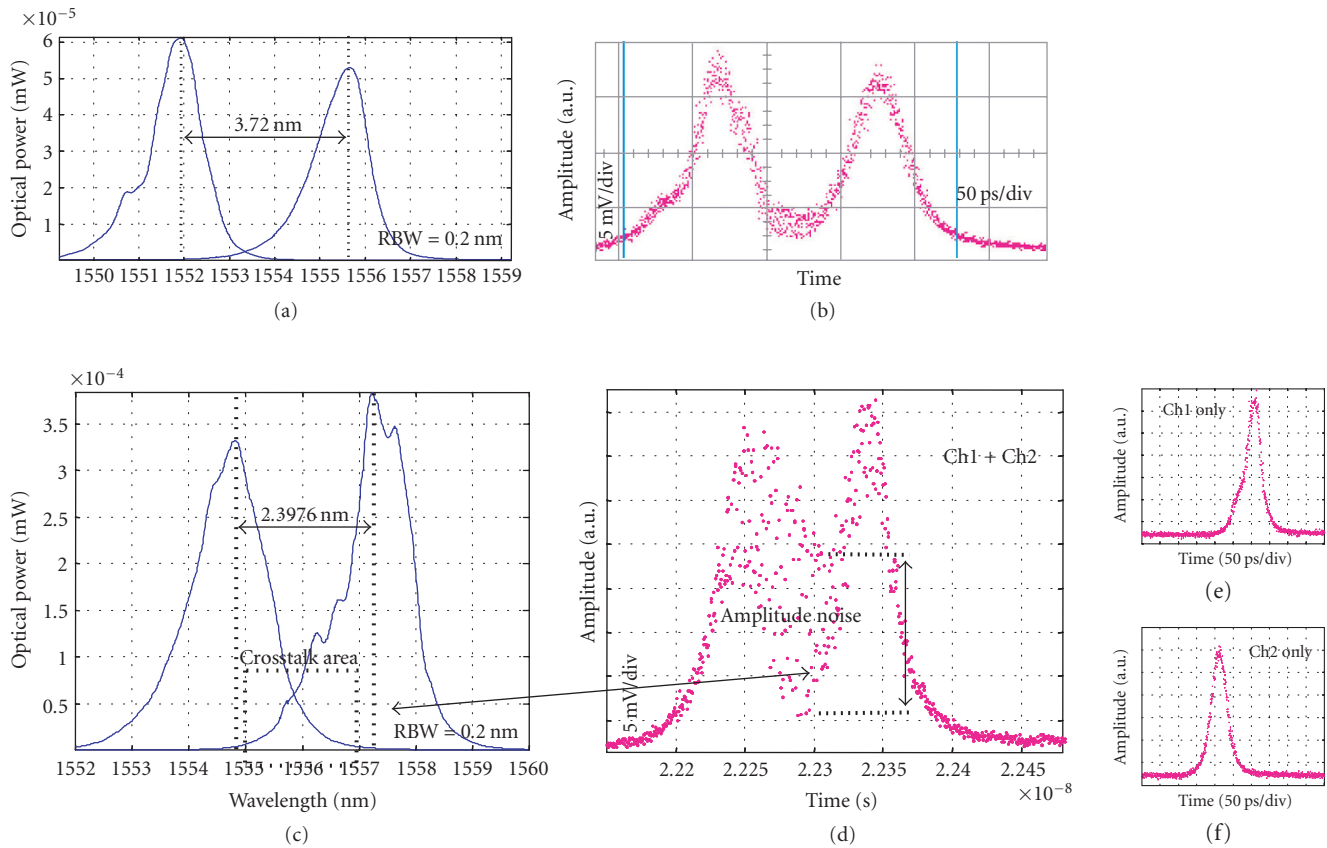 ×10⁻⁵
Optical power (mW)
6
5
4
3
2
1
3.72 nm
RBW = 0.2 nm
1550 1551 1552 1553 1554 1555 1556 1557 1558 1559
(a)
Amplitude (a.u.)
5 mV/div
50 ps/div
Time
(b)
×10⁻⁴
Optical power (mW)
3.5
3
2.5
2
1.5
1
0.5
2.3976 nm
Crosstalk area
RBW = 0.2 nm
1552 1553 1554 1555 1556 1557 1558 1559 1560
Wavelength (nm)
(c)
Amplitude (a.u.)
Ch1 + Ch2
Amplitude noise
5 mV/div
2.22 2.225 2.23 2.235 2.24 2.245
×10⁻⁸
Time (s)
(d)
Amplitude (a.u.)
Ch1 only
Time (50 ps/div)
(e)
Amplitude (a.u.)
Ch2 only
Time (50 ps/div)
(f)